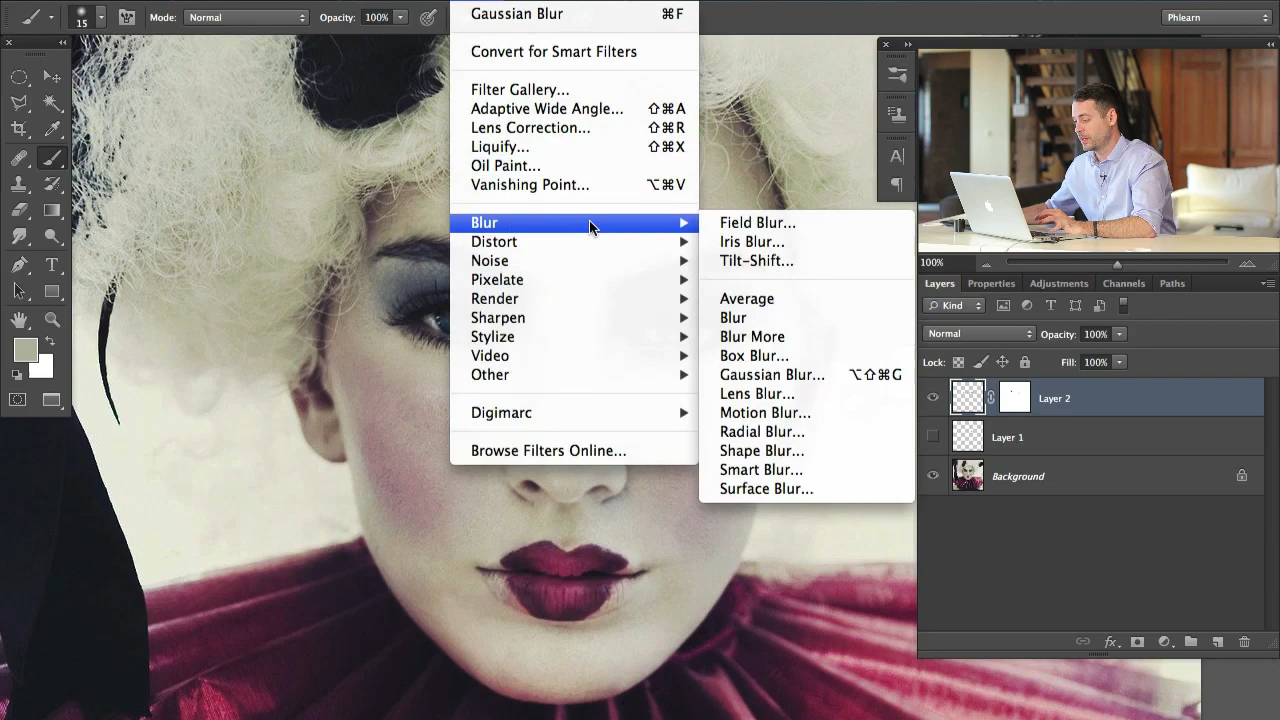 15
Mode:
Normal
Opacity:
100%
Phlearn
Gaussian Blur ⌘F
Convert for Smart Filters
Filter Gallery...
Adaptive Wide Angle... ⇧⌘A
Lens Correction... ⇧⌘R
Liquify... ⇧⌘X
Oil Paint...
Vanishing Point... ⌥⌘V
Blur
Distort
Noise
Pixelate
Render
Sharpen
Stylize
Video
Other
Digimarc
Browse Filters Online...
Field Blur...
Iris Blur...
Tilt-Shift...
Average
Blur
Blur More
Box Blur...
Gaussian Blur... ⌥⇧⌘G
Lens Blur...
Motion Blur...
Radial Blur...
Shape Blur...
Smart Blur...
Surface Blur...
100%
Layers Properties Adjustments Channels Paths
Kind
Normal Opacity: 100%
Lock: Fill: 100%
Layer 2
Layer 1
Background